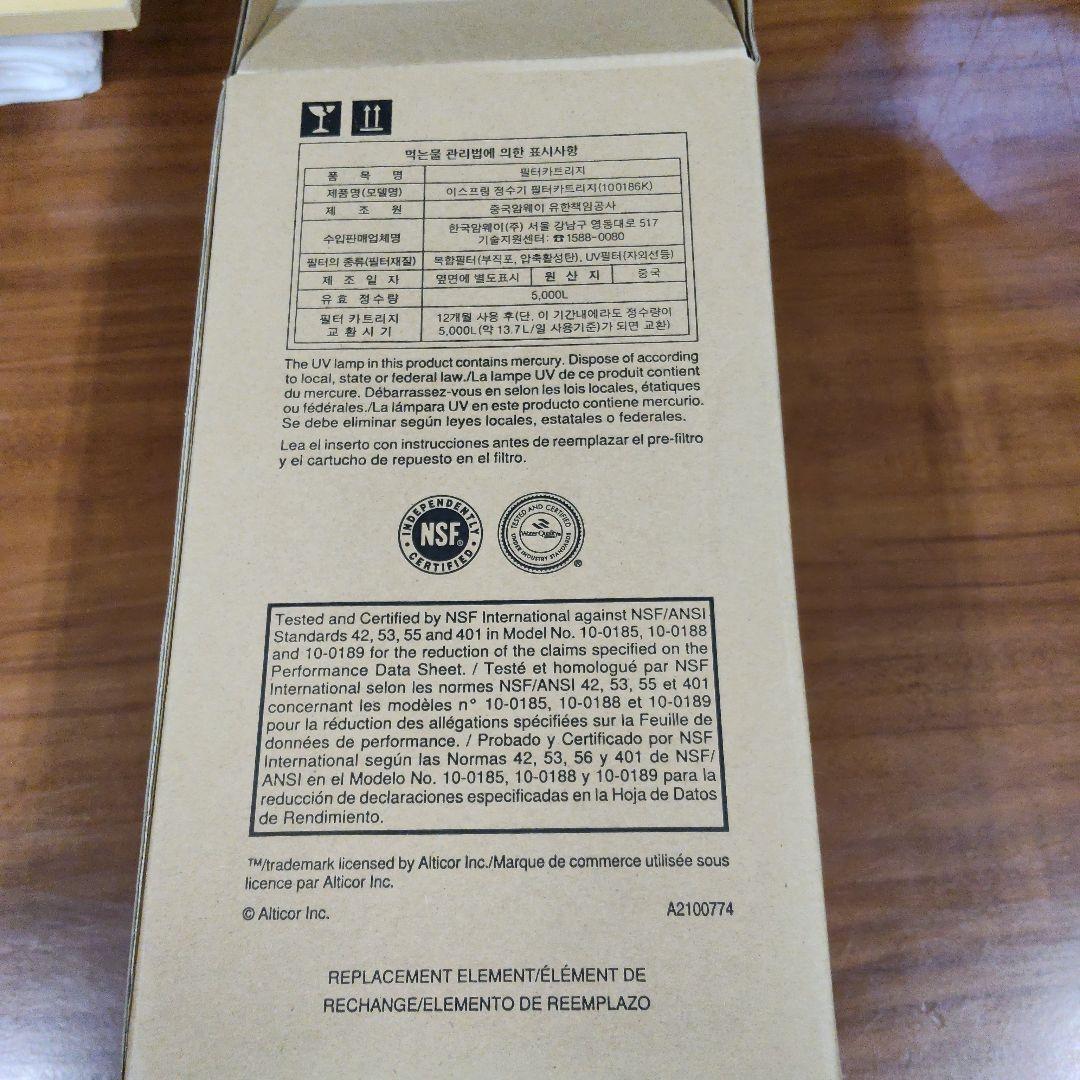 먹는물 관리법에 의한 표시사항
품 목 명 필터카트리지
제품명(모델명) 이스프링 정수기 필터카트리지(100186K)
제 조 원 중국암웨이 유한책임공사
수입판매업체명 한국암웨이(주) 서울 강남구 영동대로 517
기술지원센터: ☎1588-0080
필터의 종류(필터재질) 복합필터(부직포, 압축활성탄), UV필터(자외선등)
제 조 일 자 옆면에 별도표시 원 산 지 중국
유효 정수량 5,000L
필터 카트리지 12개월 사용 후(단, 이 기간내에라도 정수량이
교 환 시 기 5,000L(약 13.7L/일 사용기준)가 되면 교환)
The UV lamp in this product contains mercury. Dispose of according
to local, state or federal law./La lampe UV de ce produit contient
du mercure. Débarrassez-vous en selon les lois locales, étatiques
ou fédérales./La lámpara UV en este producto contiene mercurio.
Se debe eliminar según leyes locales, estatales o federales.
Lea el inserto con instrucciones antes de reemplazar el pre-filtro
y el cartucho de repuesto en el filtro.
INDEPENDENTLY
NSF®
CERTIFIED
TESTED AND CERTIFIED
Water Quality
UNDER INDUSTRY STANDARDS
®
Tested and Certified by NSF International against NSF/ANSI
Standards 42, 53, 55 and 401 in Model No. 10-0185, 10-0188
and 10-0189 for the reduction of the claims specified on the
Performance Data Sheet. / Testé et homologué par NSF
International selon les normes NSF/ANSI 42, 53, 55 et 401
concernant les modèles n° 10-0185, 10-0188 et 10-0189
pour la réduction des allégations spécifiées sur la Feuille de
données de performance. / Probado y Certificado por NSF
International según las Normas 42, 53, 56 y 401 de NSF/
ANSI en el Modelo No. 10-0185, 10-0188 y 10-0189 para la
reducción de declaraciones especificadas en la Hoja de Datos
de Rendimiento.
™/trademark licensed by Alticor Inc./Marque de commerce utilisée sous
licence par Alticor Inc.
© Alticor Inc. A2100774
REPLACEMENT ELEMENT/ÉLÉMENT DE
RECHANGE/ELEMENTO DE REEMPLAZO